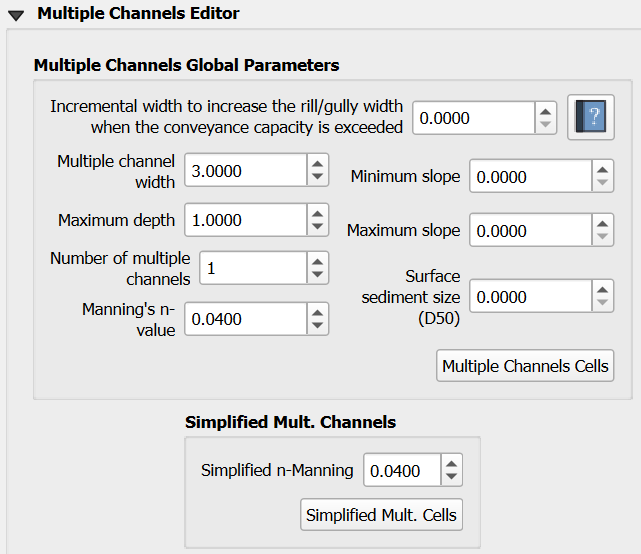 Multiple Channels Editor
Multiple Channels Global Parameters
Incremental width to increase the rill/gully width
when the conveyance capacity is exceeded
0.0000
?
Multiple channel
width
3.0000
Minimum slope
0.0000
Maximum depth
1.0000
Maximum slope
0.0000
Number of multiple
channels
1
Surface
sediment size
(D50)
0.0000
Manning's n-
value
0.0400
Multiple Channels Cells
Simplified Mult. Channels
Simplified n-Manning
0.0400
Simplified Mult. Cells